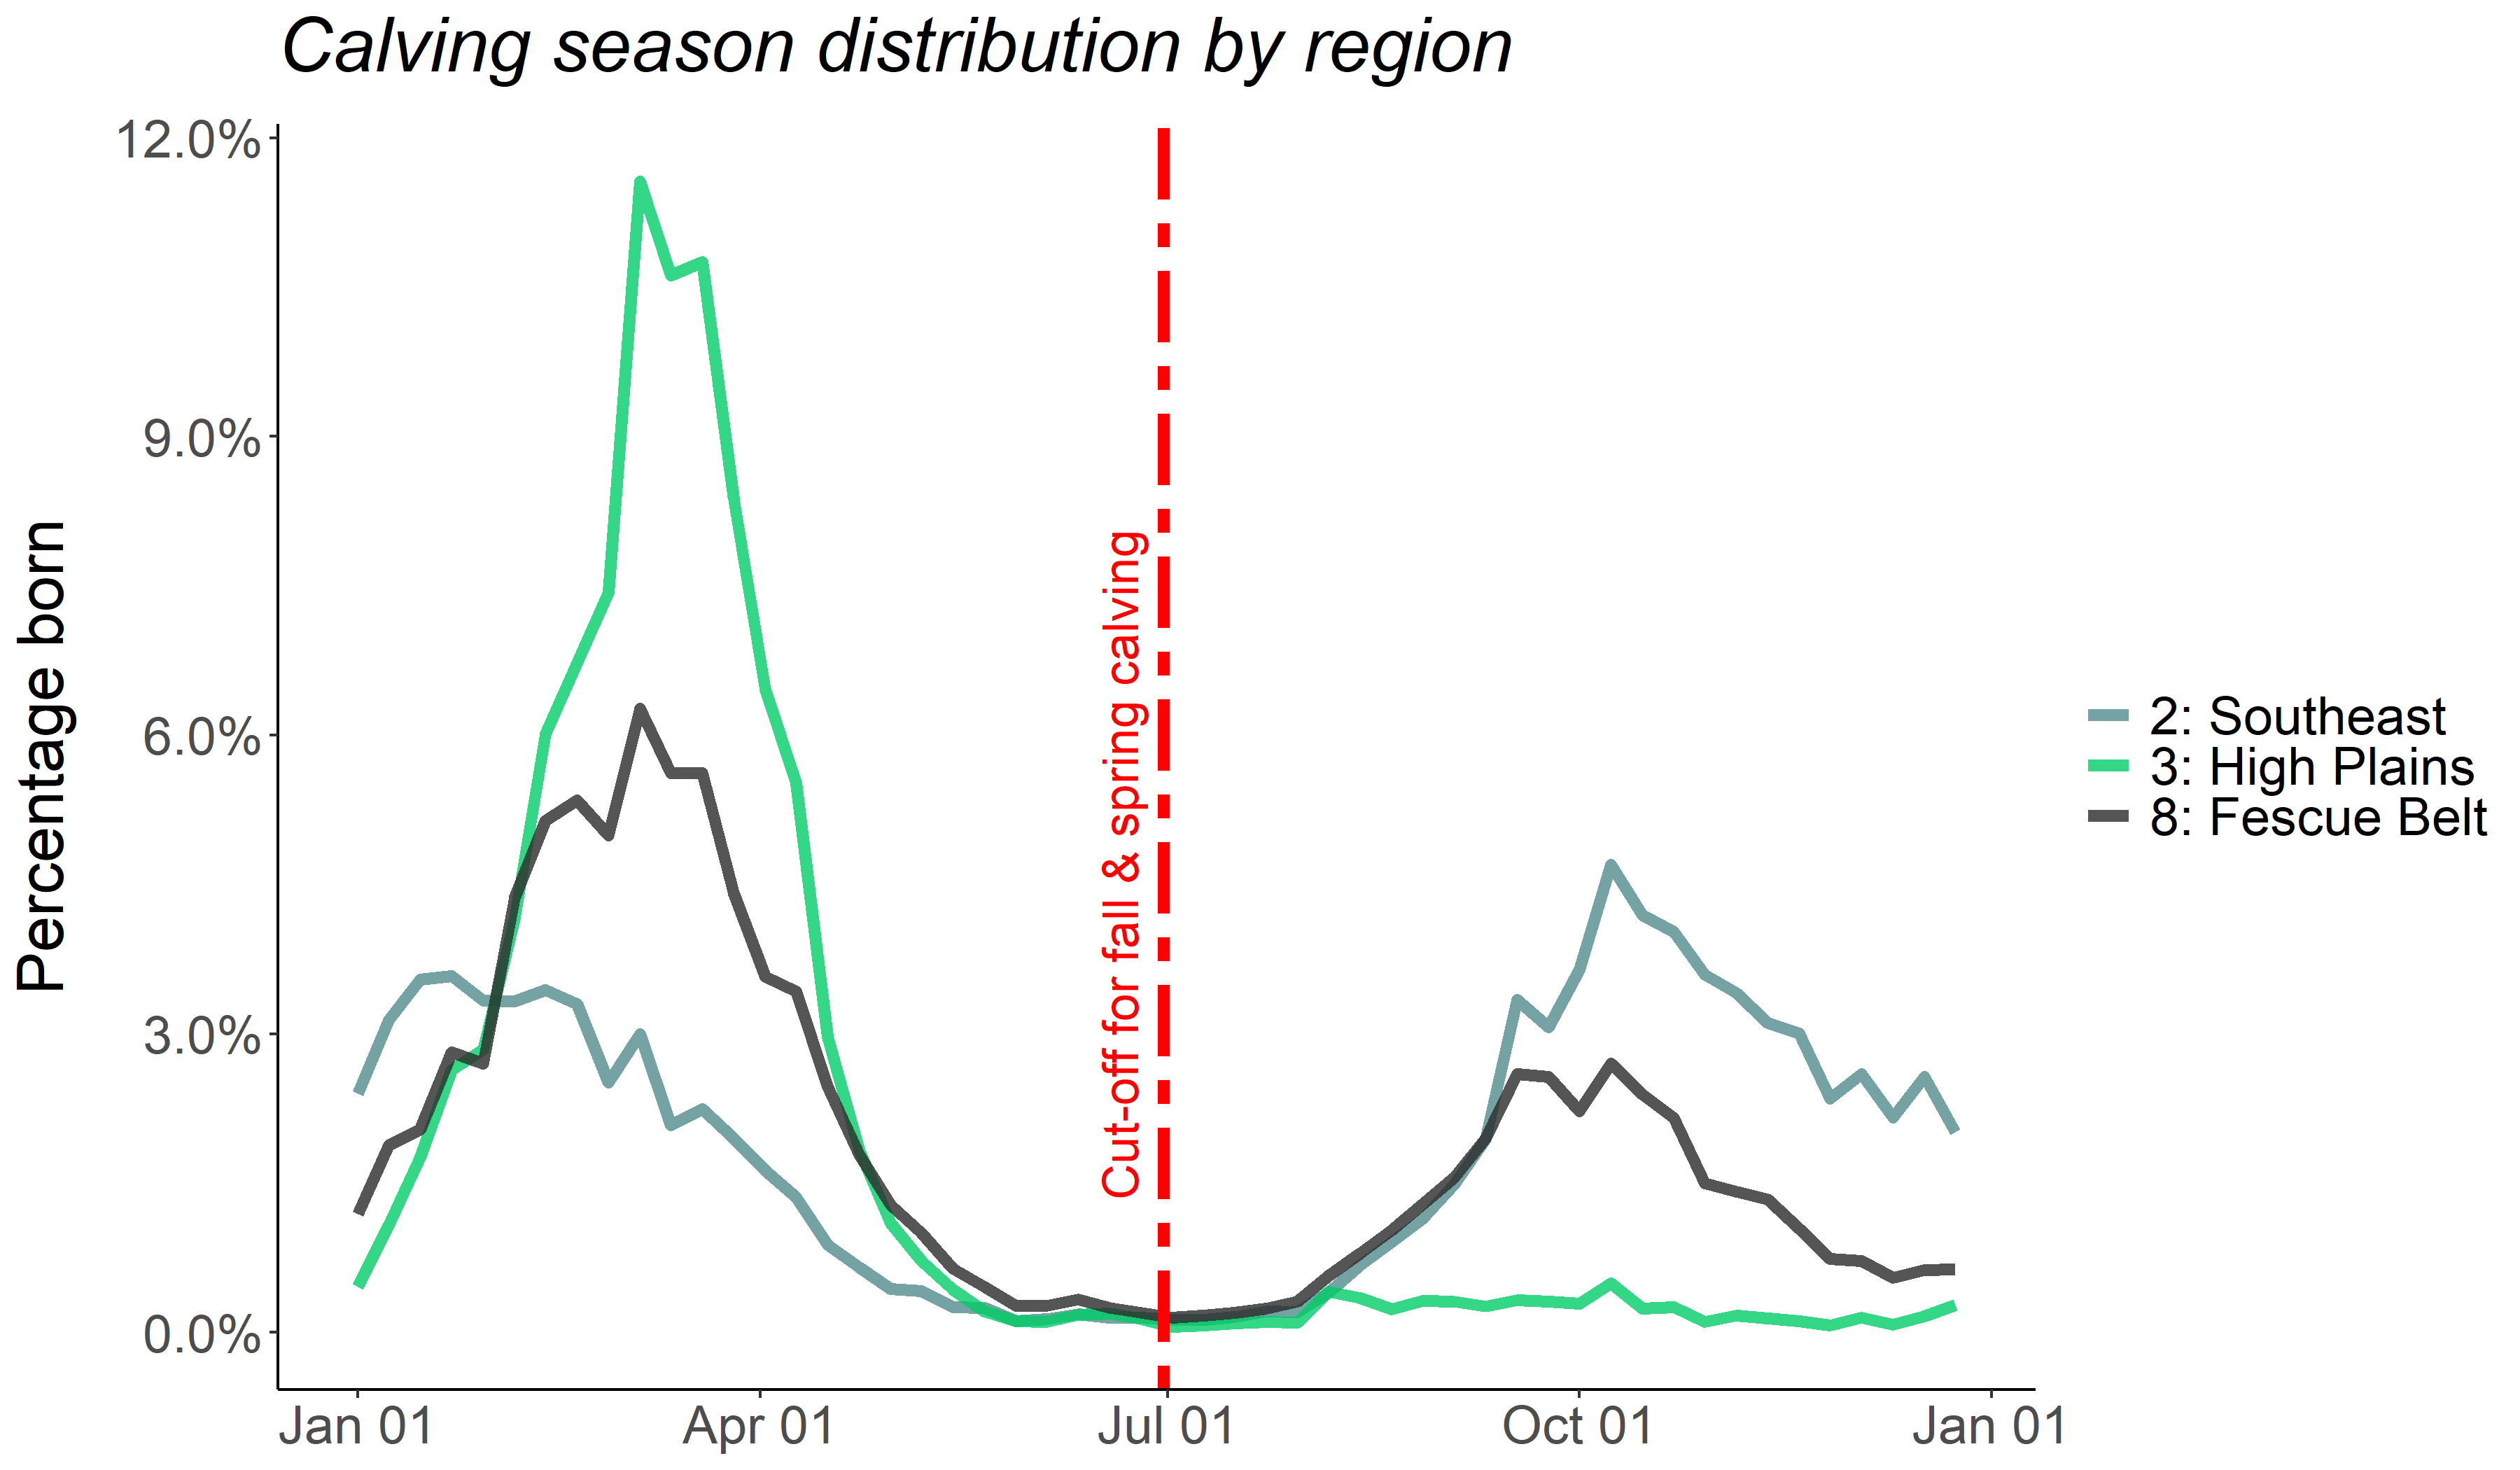 Calving season distribution by region
12.0%
9.0%
6.0%
3.0%
0.0%
Percentage born
Cut-off for fall & spring calving
Jan 01
Apr 01
Jul 01
Oct 01
Jan 01
2: Southeast
3: High Plains
8: Fescue Belt